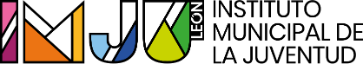 IMJU LEÓN
INSTITUTO
MUNICIPAL DE
LA JUVENTUD